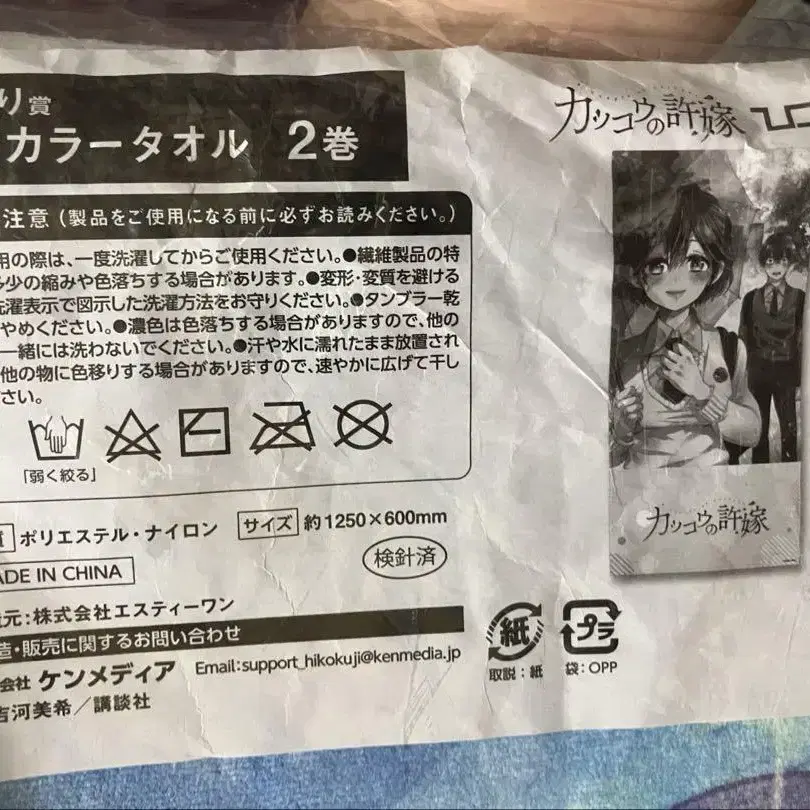 り賞
カラータオル 2巻
注意（製品をご使用になる前に必ずお読みください。）
用の際は、一度洗濯してからご使用ください。●繊維製品の特
多少の縮みや色落ちする場合があります。●変形・変質を避ける
洗濯表示で図示した洗濯方法をお守りください。●タンブラー乾
やめください。●濃色は色落ちする場合がありますので、他の
一緒には洗わないでください。●汗や水に濡れたまま放置され
他の物に色移りする場合がありますので、速やかに広げて干し
さい。
「弱く絞る」
ポリエステル・ナイロン サイズ 約1250×600mm
ADE IN CHINA
検針済
元：株式会社エスティーワン
造・販売に関するお問い合わせ
会社 ケンメディア Email：support_hikokuji@kenmedia.jp
吉河美希／講談社
カッコウの許嫁
カッコウの許嫁
紙
取説：紙
プラ
袋：OPP